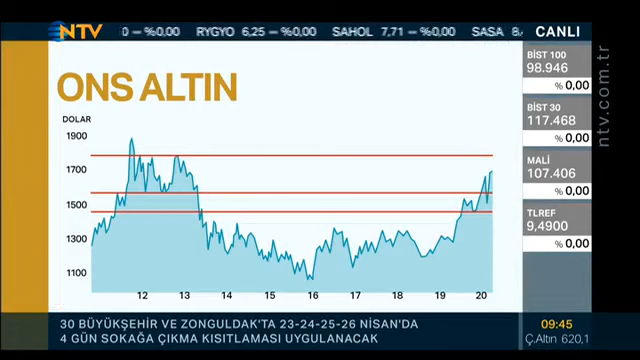 NTV
0 — %0,00 RYGYO 6,25 — %0,00 SAHOL 7,71 — %0,00 SASA 8,
CANLI
ONS ALTIN
DOLAR
1900
1700
1500
1300
1100
12 13 14 15 16 17 18 19 20
BİST 100
98.946
% 0,00
BİST 30
117.468
% 0,00
MALİ
107.406
% 0,00
TLREF
9,4900
% 0,00
ntv.com.tr
30 BÜYÜKŞEHİR VE ZONGULDAK'TA 23-24-25-26 NİSAN'DA
4 GÜN SOKAĞA ÇIKMA KISITLAMASI UYGULANACAK
09:45
Ç.Altın 620,1